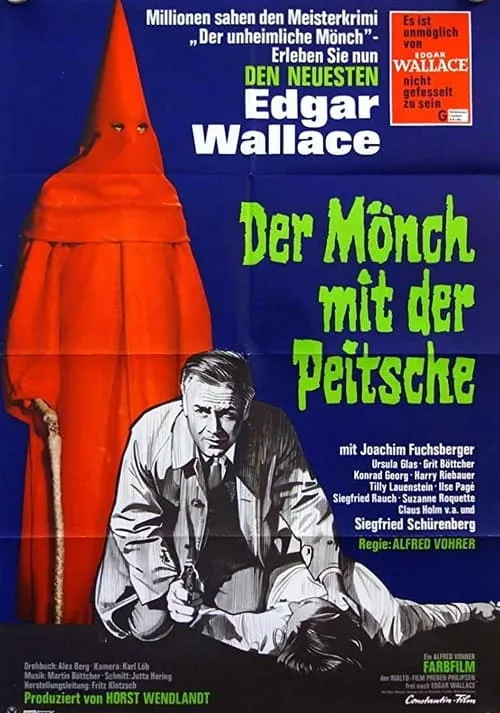 Millionen sahen den Meisterkrimi
„Der unheimliche Mönch"-
Erleben Sie nun
DEN NEUESTEN
Edgar
Wallace
Es ist
unmöglich
von
EDGAR
WALLACE
nicht
gefesselt
zu sein
G
Der Mönch
mit der
Peitsche
mit Joachim Fuchsberger
Ursula Glas · Grit Böttcher
Konrad Georg · Harry Riebauer
Tilly Lauenstein · Ilse Pagé
Siegfried Rauch · Suzanne Roquette
Claus Holm v.a. und
Siegfried Schürenberg
Regie: ALFRED VOHRER
Drehbuch: Alex Berg · Kamera: Karl Löb
Musik: Martin Böttcher · Schnitt: Jutta Hering
Herstellungsleitung: Fritz Klotzsch
Produziert von HORST WENDLANDT
Ein ALFRED VOHRER
FARBFILM
der RIALTO-FILM PREBEN PHILIPSEN
frei nach EDGAR WALLACE
Constantin-Film